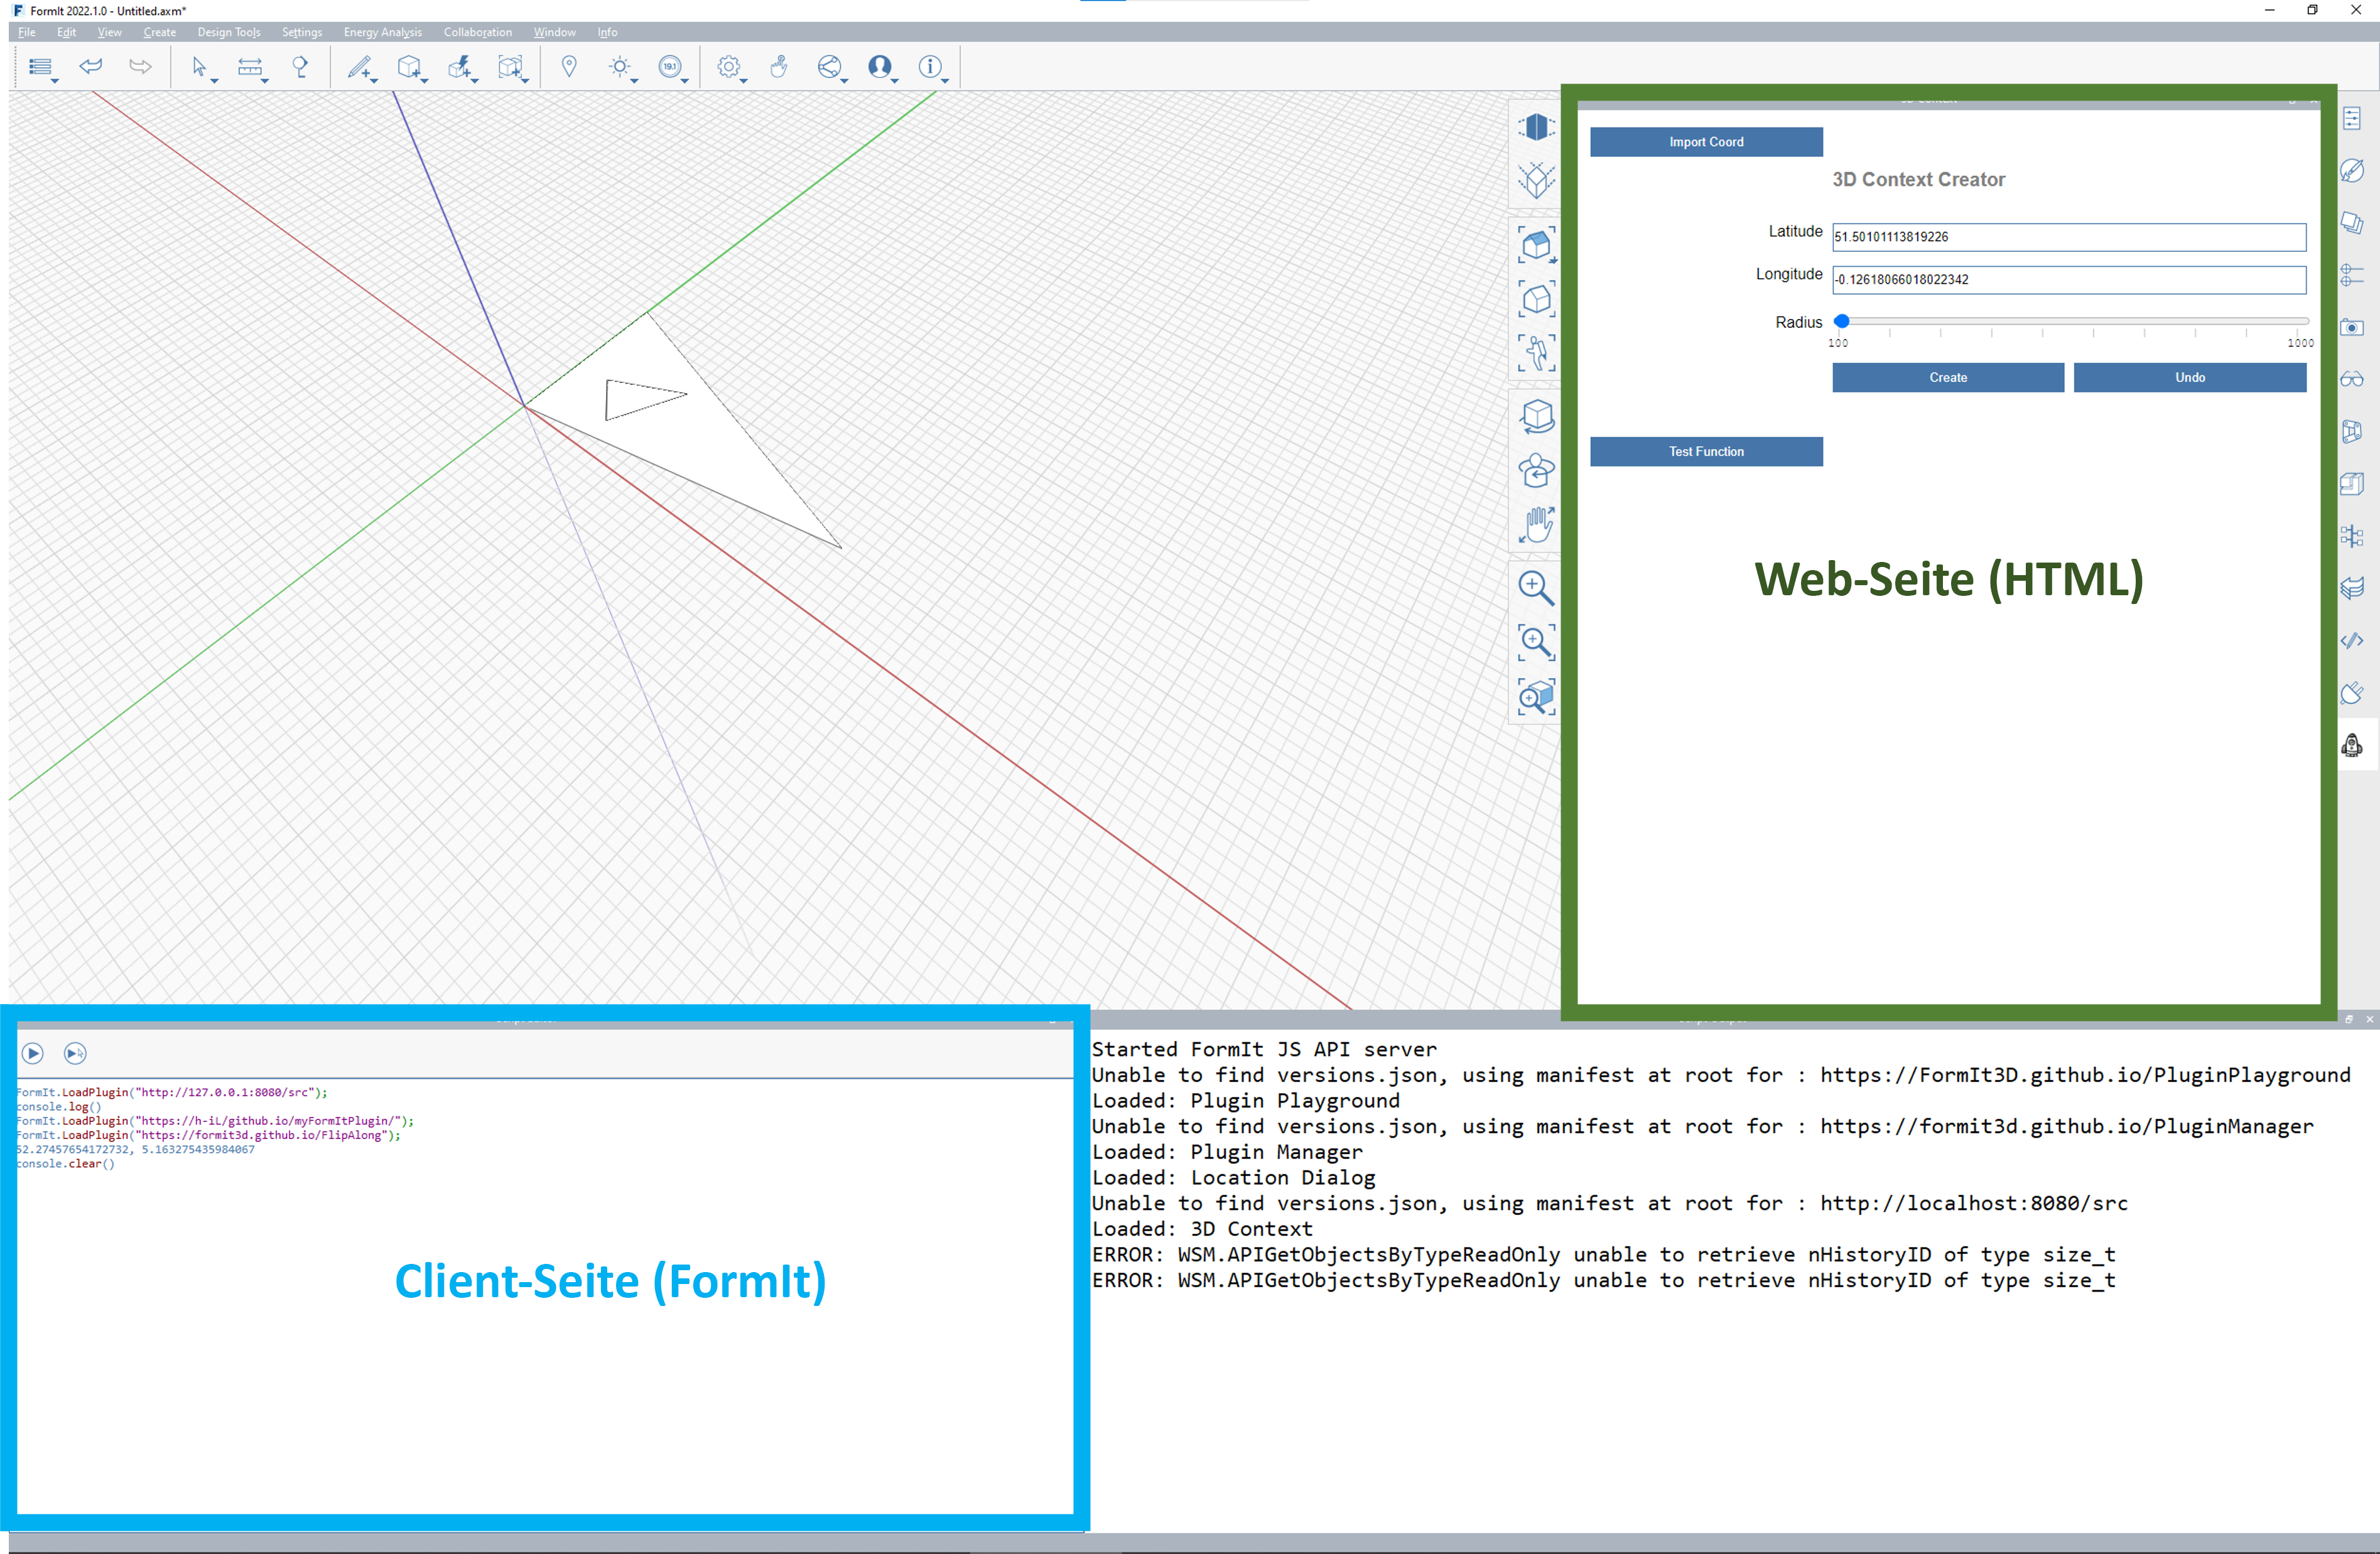 FormIt 2022.1.0 - Untitled.axm*
File Edit View Create Design Tools Settings Energy Analysis Collaboration Window Info
19.1
Import Coord
3D Context Creator
Latitude 51.50101113819226
Longitude -0.12618066018022342
Radius
100 1000
Create Undo
Test Function
Web-Seite (HTML)
FormIt.LoadPlugin("http://127.0.0.1:8080/src");
console.log()
FormIt.LoadPlugin("https://h-iL/github.io/myFormItPlugin/");
FormIt.LoadPlugin("https://formit3d.github.io/FlipAlong");
52.27457654172732, 5.163275435984067
console.clear()
Client-Seite (FormIt)
Started FormIt JS API server
Unable to find versions.json, using manifest at root for : https://FormIt3D.github.io/PluginPlayground
Loaded: Plugin Playground
Unable to find versions.json, using manifest at root for : https://formit3d.github.io/PluginManager
Loaded: Plugin Manager
Loaded: Location Dialog
Unable to find versions.json, using manifest at root for : http://localhost:8080/src
Loaded: 3D Context
ERROR: WSM.APIGetObjectsByTypeReadOnly unable to retrieve nHistoryID of type size_t
ERROR: WSM.APIGetObjectsByTypeReadOnly unable to retrieve nHistoryID of type size_t